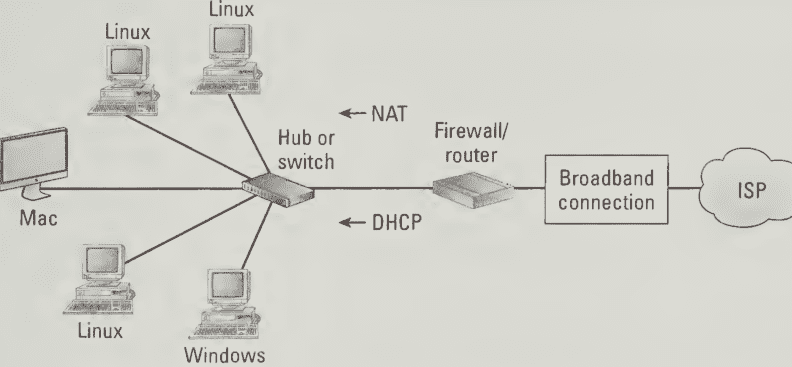 Linux
Linux
NAT
Hub or
switch
Firewall/
router
Broadband
connection
ISP
Mac
DHCP
Linux
Windows